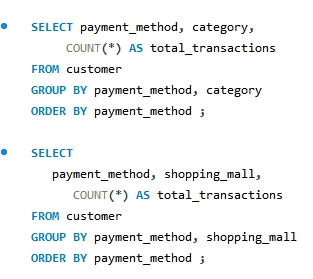 SELECT payment_method, category,
COUNT(*) AS total_transactions
FROM customer
GROUP BY payment_method, category
ORDER BY payment_method ;
SELECT
payment_method, shopping_mall,
COUNT(*) AS total_transactions
FROM customer
GROUP BY payment_method, shopping_mall
ORDER BY payment_method ;